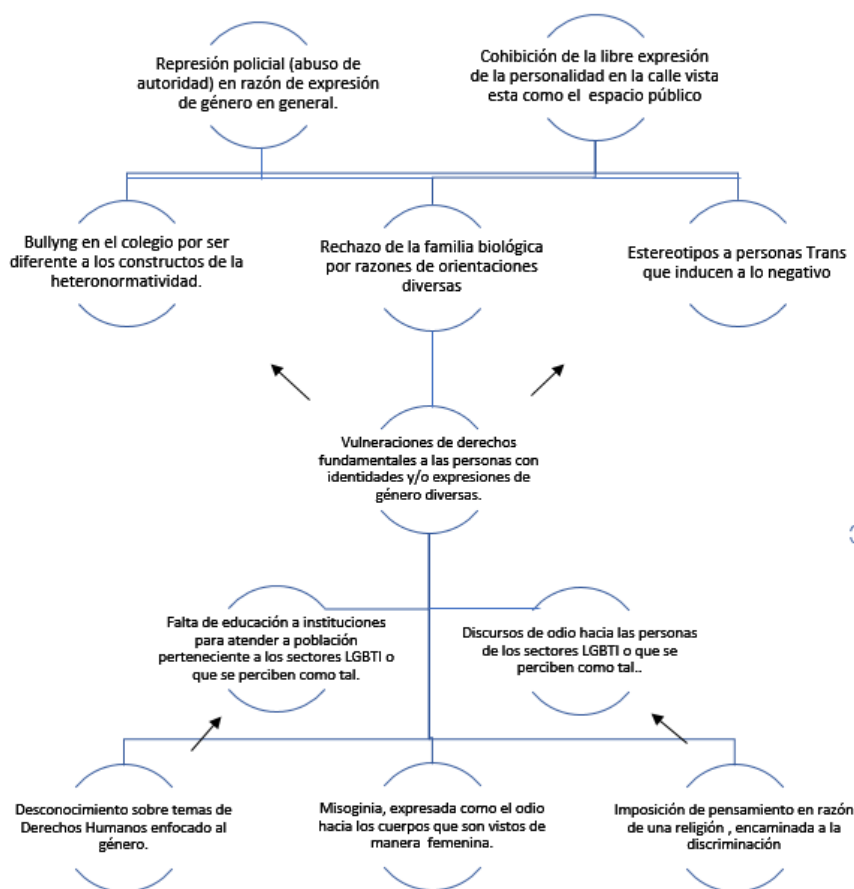 Represión policial (abuso de
autoridad) en razón de expresión
de género en general.
Cohibición de la libre expresión
de la personalidad en la calle vista
esta como el espacio público
Bullyng en el colegio por ser
diferente a los constructos de la
heteronormatividad.
Rechazo de la familia biológica
por razones de orientaciones
diversas
Estereotipos a personas Trans
que inducen a lo negativo
Vulneraciones de derechos
fundamentales a las personas con
identidades y/o expresiones de
género diversas.
Falta de educación a instituciones
para atender a población
perteneciente a los sectores LGBTI o
que se perciben como tal.
Discursos de odio hacia las personas
de los sectores LGBTI o que se
perciben como tal..
Desconocimiento sobre temas de
Derechos Humanos enfocado al
género.
Misoginia, expresada como el odio
hacia los cuerpos que son vistos de
manera femenina.
Imposición de pensamiento en razón
de una religión , encaminada a la
discriminación